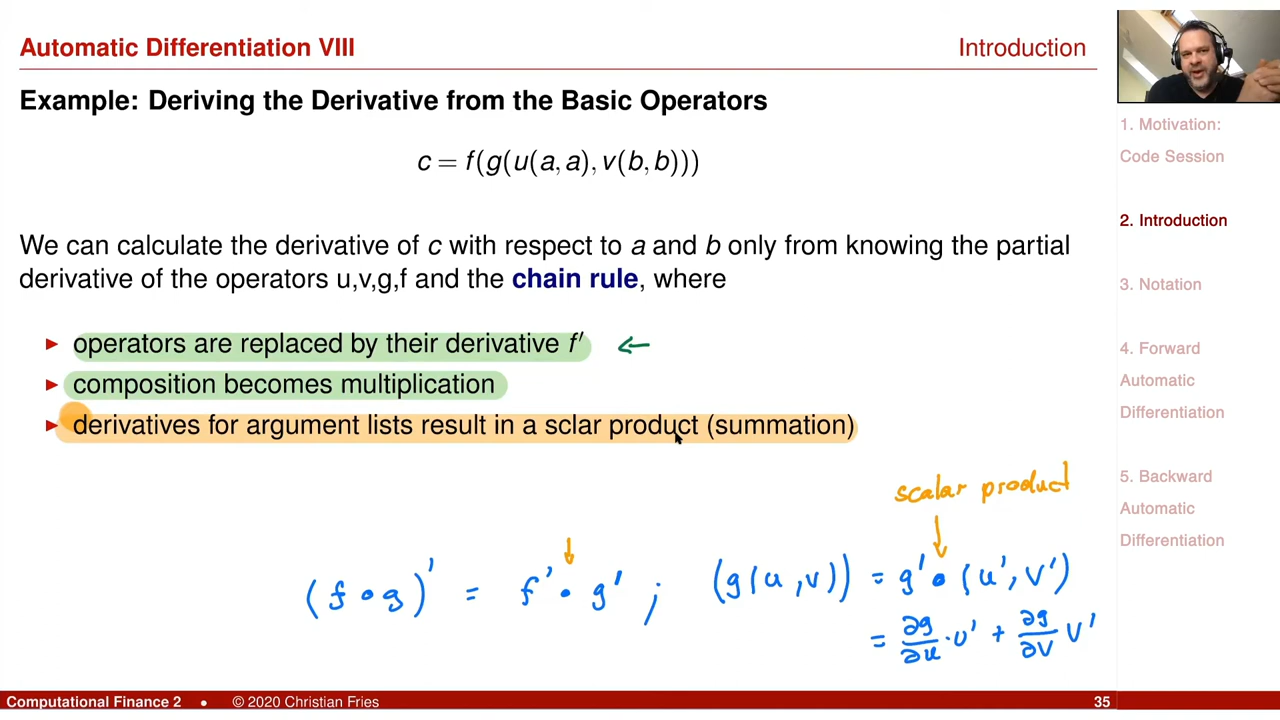 Automatic Differentiation VIII
Introduction
Example: Deriving the Derivative from the Basic Operators
c = f(g(u(a, a), v(b, b)))
We can calculate the derivative of c with respect to a and b only from knowing the partial
derivative of the operators u,v,g,f and the chain rule, where
▶ operators are replaced by their derivative f′ ←
▶ composition becomes multiplication
▶ derivatives for argument lists result in a sclar product (summation)
scalar product
(f ∘ g)′ = f′ · g′ ; (g(u,v)) = g′ • (u′, v′)
= ∂g/∂u · u′ + ∂g/∂v v′
1. Motivation:
Code Session
2. Introduction
3. Notation
4. Forward
Automatic
Differentiation
5. Backward
Automatic
Differentiation
Computational Finance 2 • © 2020 Christian Fries
35